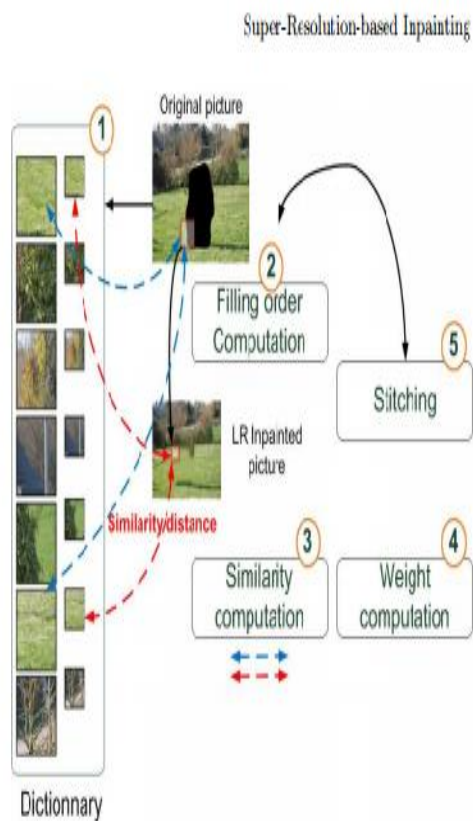 Super-Resolution-based Inpainting
Original picture
1
2
Filling order
Computation
5
Stitching
LR Inpainted
picture
Similarity/distance
3
Similarity
computation
4
Weight
computation
Dictionnary